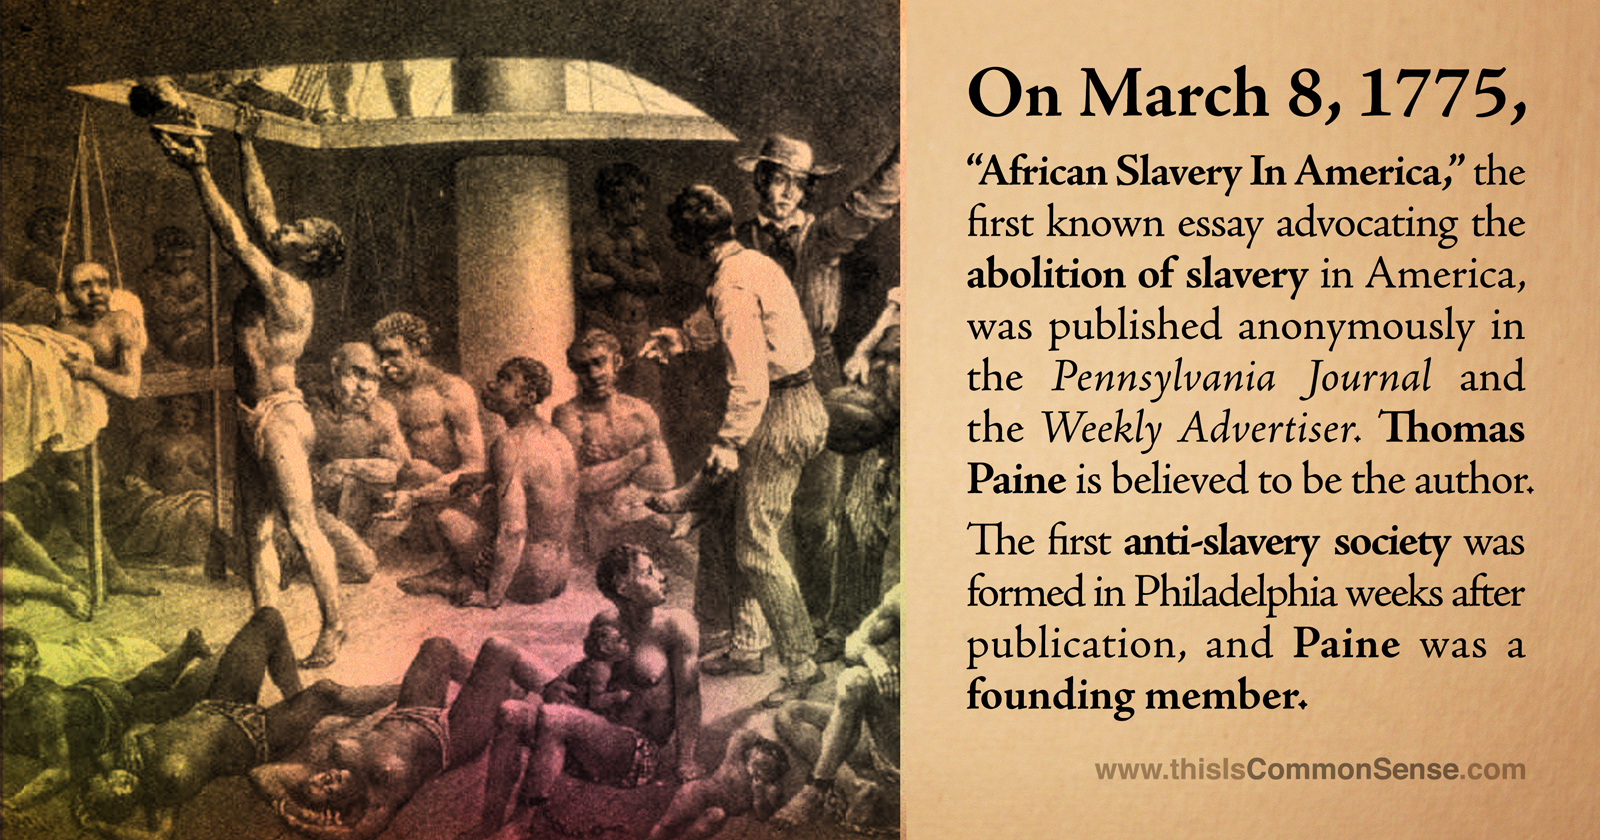 On March 8, 1775,
“African Slavery In America,” the
first known essay advocating the
abolition of slavery in America,
was published anonymously in
the Pennsylvania Journal and
the Weekly Advertiser. Thomas
Paine is believed to be the author.
The first anti-slavery society was
formed in Philadelphia weeks after
publication, and Paine was a
founding member.
www.thisIsCommonSense.com